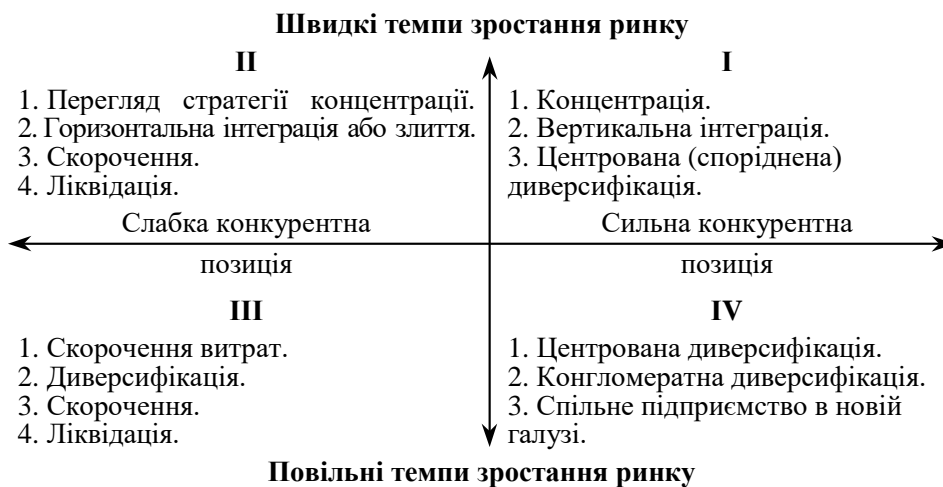 Швидкі темпи зростання ринку
II
1. Перегляд стратегії концентрації.
2. Горизонтальна інтеграція або злиття.
3. Скорочення.
4. Ліквідація.
I
1. Концентрація.
2. Вертикальна інтеграція.
3. Центрована (споріднена)
диверсифікація.
Слабка конкурентна
позиція
Сильна конкурентна
позиція
III
1. Скорочення витрат.
2. Диверсифікація.
3. Скорочення.
4. Ліквідація.
IV
1. Центрована диверсифікація.
2. Конгломератна диверсифікація.
3. Спільне підприємство в новій
галузі.
Повільні темпи зростання ринку